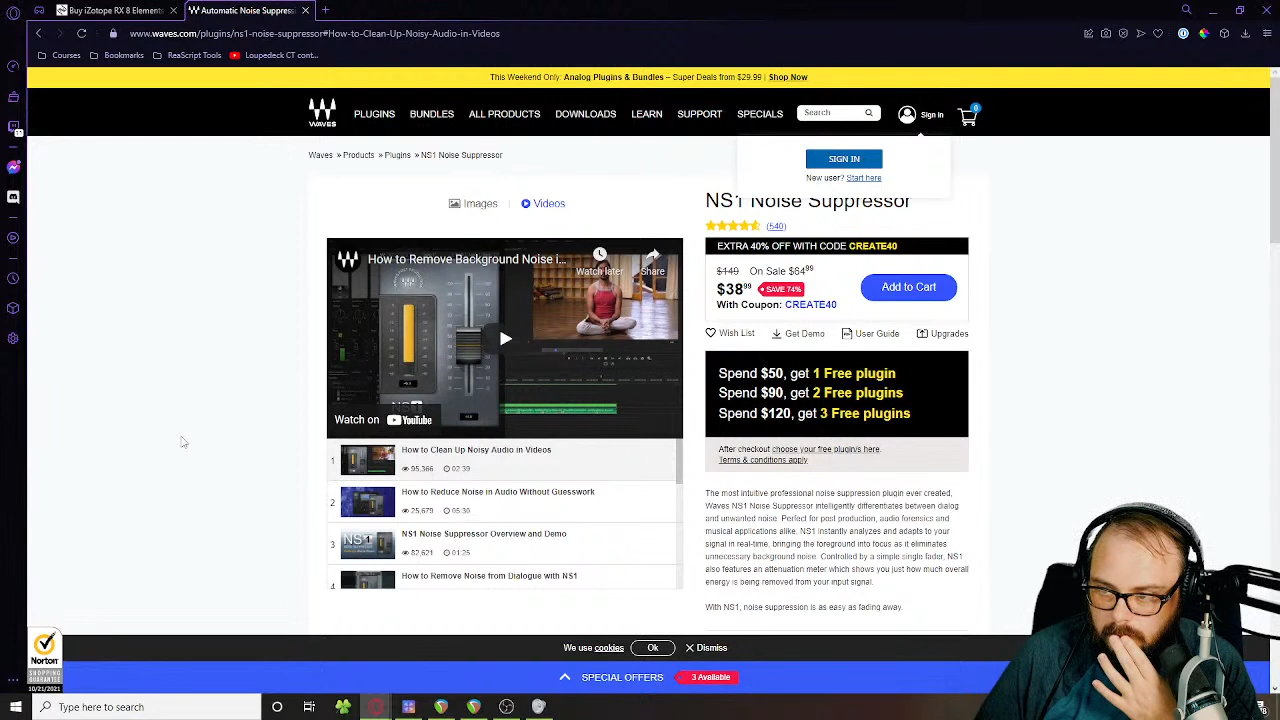 Buy iZotope RX 8 Element
Automatic Noise Suppress
www.waves.com/plugins/ns1-noise-suppressor#How-to-Clean-Up-Noisy-Audio-in-Videos
Courses
Bookmarks
ReaScript Tools
Loupedeck CT cont...
This Weekend Only: Analog Plugins & Bundles – Super Deals from $29.99 | Shop Now
WAVES
PLUGINS
BUNDLES
ALL PRODUCTS
DOWNLOADS
LEARN
SUPPORT
SPECIALS
Search
Sign in
0
Waves » Products » Plugins » NS1 Noise Suppressor
SIGN IN
New user? Start here
Images
Videos
NS1 Noise Suppressor
(540)
EXTRA 40% OFF WITH CODE CREATE40
$149 On Sale $64.99
$38.99 SAVE 74%
With Coupon: CREATE40
Add to Cart
Wish List
Get Demo
User Guide
Upgrades
How to Remove Background Noise i...
Watch later
Share
NS1
Watch on YouTube
Spend $50, get 1 Free plugin
Spend $90, get 2 Free plugins
Spend $120, get 3 Free plugins
After checkout choose your free plugin/s here.
Terms & conditions apply
1
How to Clean Up Noisy Audio in Videos
95,366 02:39
2
How to Reduce Noise in Audio Without Guesswork
25,679 05:30
3
NS1 Noise Suppressor Overview and Demo
82,621 01:25
4
How to Remove Noise from Dialogue with NS1
The most intuitive professional noise suppression plugin ever created,
Waves NS1 Noise Suppressor intelligently differentiates between dialog
and unwanted noise. Perfect for post production, audio forensics and
musical applications alike, NS1 instantly analyzes and adapts to your
signal in real-time, bringing the foreground into focus as it eliminates
unnecessary background noise. Controlled by a simple single fader, NS1
also features an attenuation meter which shows you just how much overall
energy is being removed from your input signal.
With NS1, noise suppression is as easy as fading away.
We use cookies
Ok
Dismiss
SPECIAL OFFERS
3 Available
Norton
SHOPPING
GUARANTEE
10/21/2021
Type here to search